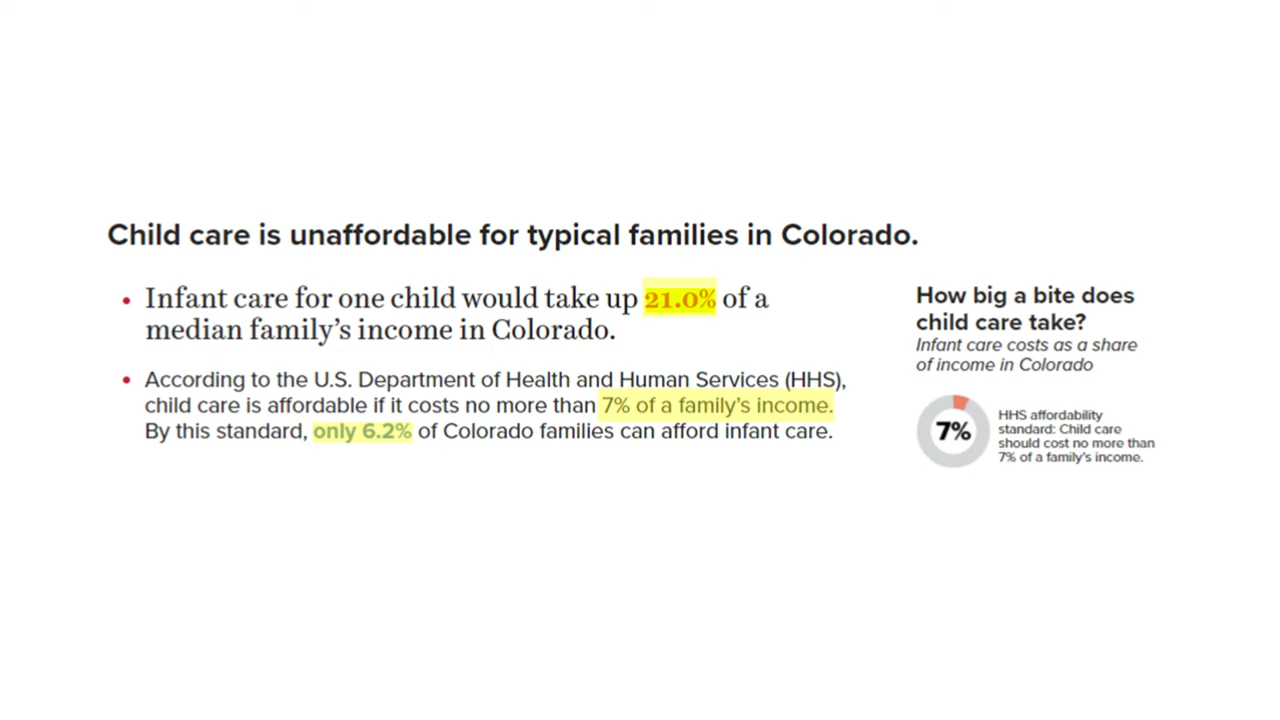 Child care is unaffordable for typical families in Colorado.
• Infant care for one child would take up 21.0% of a
median family's income in Colorado.
• According to the U.S. Department of Health and Human Services (HHS),
child care is affordable if it costs no more than 7% of a family's income.
By this standard, only 6.2% of Colorado families can afford infant care.
How big a bite does
child care take?
Infant care costs as a share
of income in Colorado
7%
HHS affordability
standard: Child care
should cost no more than
7% of a family's income.